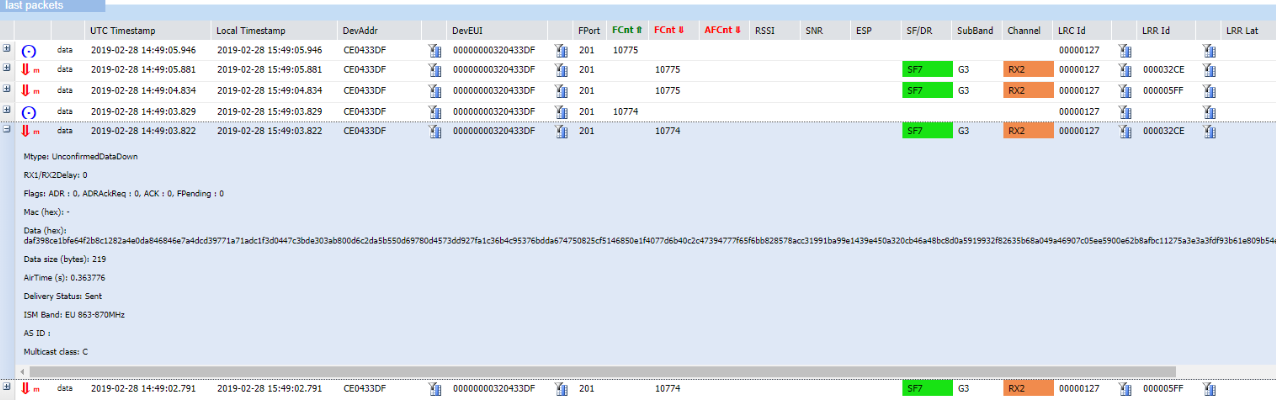 last packets
UTC Timestamp Local Timestamp DevAddr DevEUI FPort FCnt ⇑ FCnt ⇓ AFCnt ⇓ RSSI SNR ESP SF/DR SubBand Channel LRC Id LRR Id LRR Lat
data 2019-02-28 14:49:05.946 2019-02-28 15:49:05.946 CE0433DF 00000000320433DF 201 10775 00000127
m data 2019-02-28 14:49:05.881 2019-02-28 15:49:05.881 CE0433DF 00000000320433DF 201 10775 SF7 G3 RX2 00000127 000032CE
m data 2019-02-28 14:49:04.834 2019-02-28 15:49:04.834 CE0433DF 00000000320433DF 201 10775 SF7 G3 RX2 00000127 000005FF
data 2019-02-28 14:49:03.829 2019-02-28 15:49:03.829 CE0433DF 00000000320433DF 201 10774 00000127
m data 2019-02-28 14:49:03.822 2019-02-28 15:49:03.822 CE0433DF 00000000320433DF 201 10774 SF7 G3 RX2 00000127 000032CE
Mtype: UnconfirmedDataDown
RX1/RX2Delay: 0
Flags: ADR : 0, ADRAckReq : 0, ACK : 0, FPending : 0
Mac (hex): -
Data (hex):
Data size (bytes): 219
AirTime (s): 0.363776
Delivery Status: Sent
ISM Band: EU 863-870MHz
AS ID :
Multicast class: C
m data 2019-02-28 14:49:02.791 2019-02-28 15:49:02.791 CE0433DF 00000000320433DF 201 10774 SF7 G3 RX2 00000127 000005FF